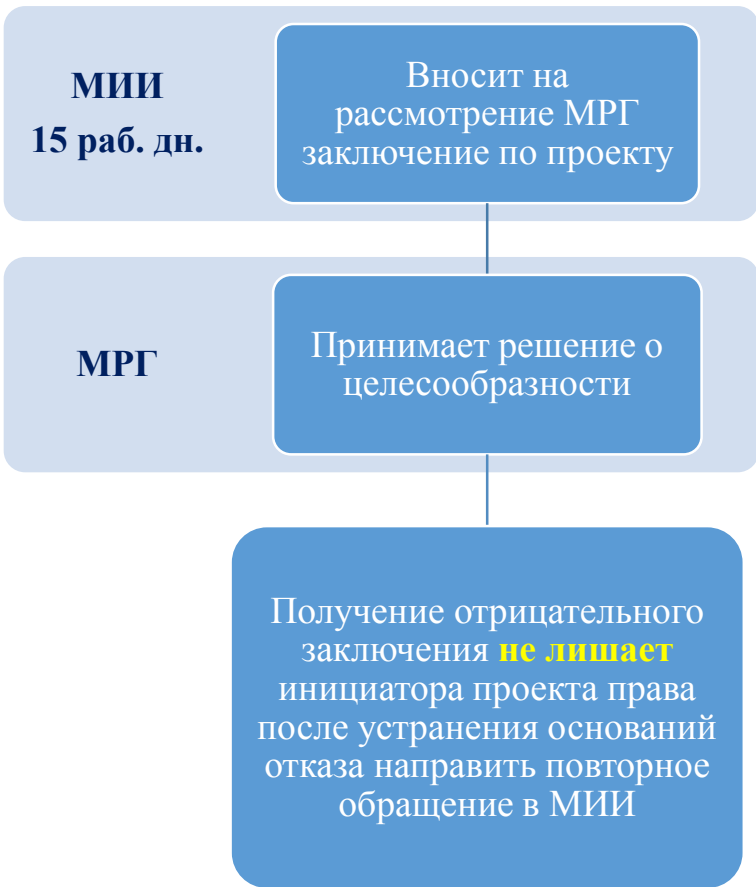 МИИ
15 раб. дн.
Вносит на
рассмотрение МРГ
заключение по проекту
МРГ
Принимает решение о
целесообразности
Получение отрицательного
заключения не лишает
инициатора проекта права
после устранения оснований
отказа направить повторное
обращение в МИИ